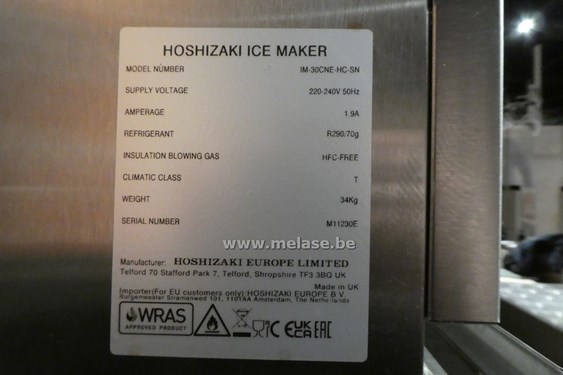 HOSHIZAKI ICE MAKER
MODEL NUMBER IM-30CNE-HC-SN
SUPPLY VOLTAGE 220-240V 50Hz
AMPERAGE 1.9A
REFRIGERANT R290/70g
INSULATION BLOWING GAS HFC-FREE
CLIMATIC CLASS T
WEIGHT 34Kg
SERIAL NUMBER M11230E
www.melase.be
Manufacturer: HOSHIZAKI EUROPE LIMITED
Telford 70 Stafford Park 7, Telford, Shropshire TF3 3BQ UK
Made in UK
Importer(For EU customers only):HOSHIZAKI EUROPE B.V.
Burgemeester Stramanweg 101, 1101AA Amsterdam, The Netherlands
WRAS
APPROVED PRODUCT
UK
CA
EAC